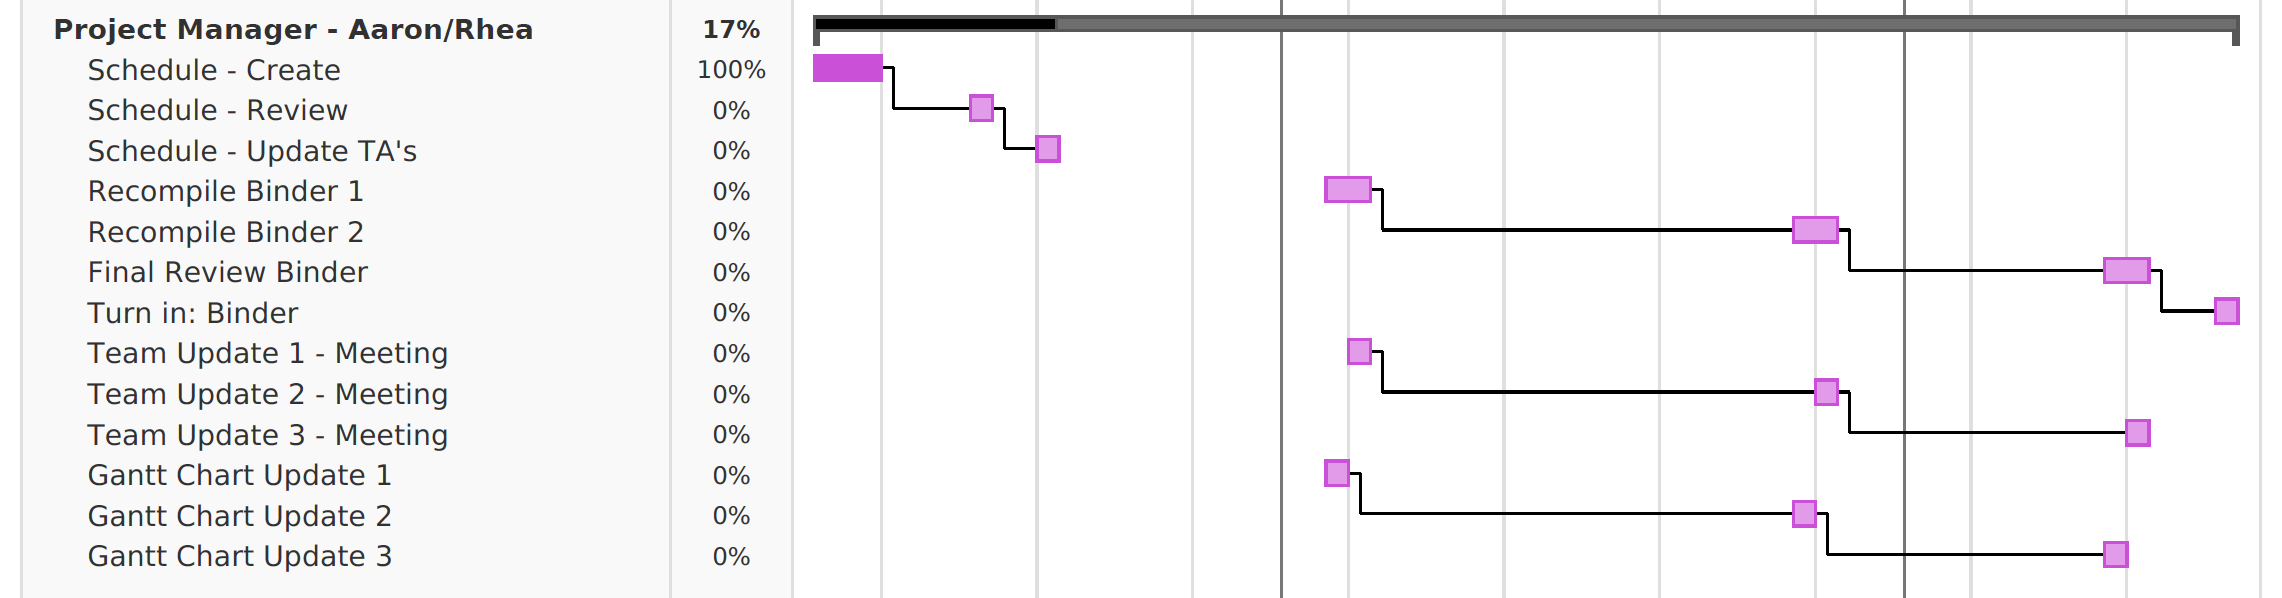 Project Manager - Aaron/Rhea 17%
Schedule - Create 100%
Schedule - Review 0%
Schedule - Update TA's 0%
Recompile Binder 1 0%
Recompile Binder 2 0%
Final Review Binder 0%
Turn in: Binder 0%
Team Update 1 - Meeting 0%
Team Update 2 - Meeting 0%
Team Update 3 - Meeting 0%
Gantt Chart Update 1 0%
Gantt Chart Update 2 0%
Gantt Chart Update 3 0%